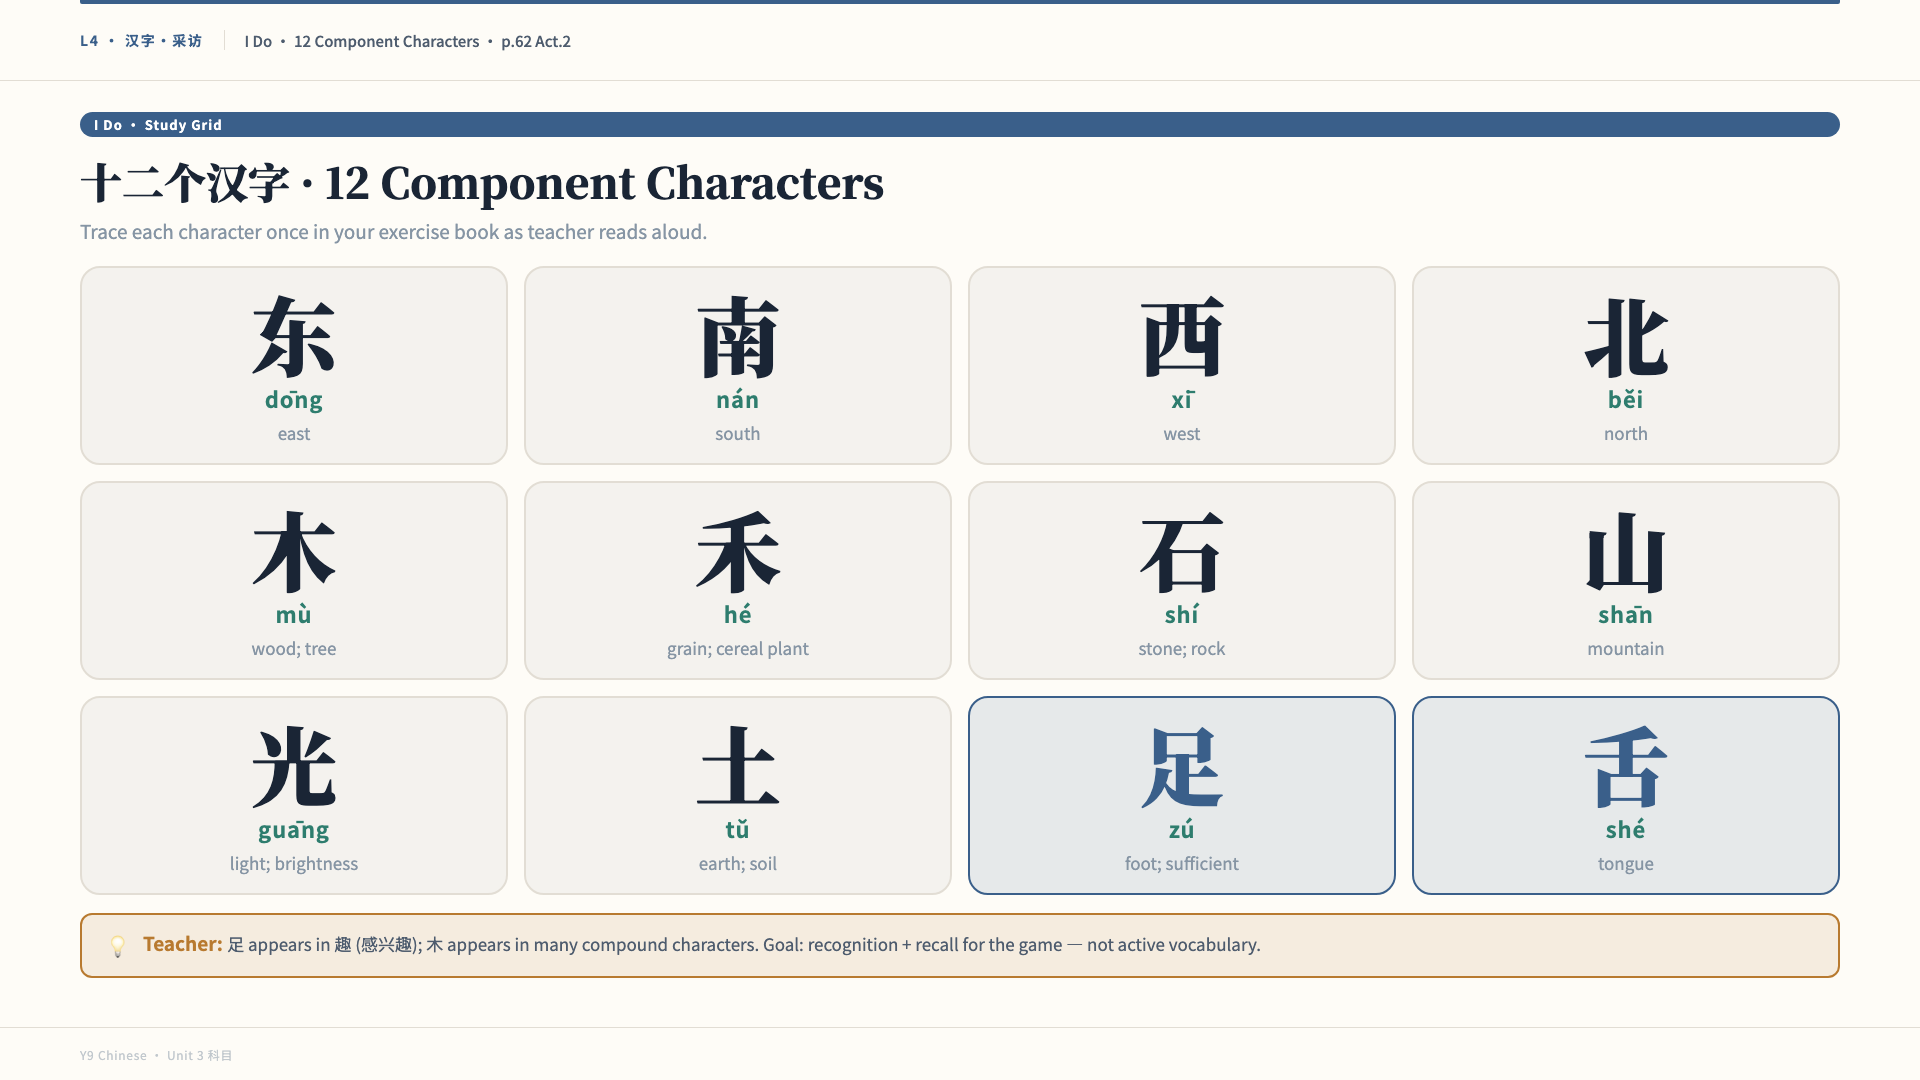 L4 • 汉字・采访 I Do • 12 Component Characters • p.62 Act.2
I Do • Study Grid
十二个汉字 · 12 Component Characters
Trace each character once in your exercise book as teacher reads aloud.
东 南 西 北
dōng nán xī běi
east south west north
木 禾 石 山
mù hé shí shān
wood; tree grain; cereal plant stone; rock mountain
光 土 足 舌
guāng tǔ zú shé
light; brightness earth; soil foot; sufficient tongue
Teacher: 足 appears in 趣 (感兴趣); 木 appears in many compound characters. Goal: recognition + recall for the game — not active vocabulary.
Y9 Chinese • Unit 3 科目